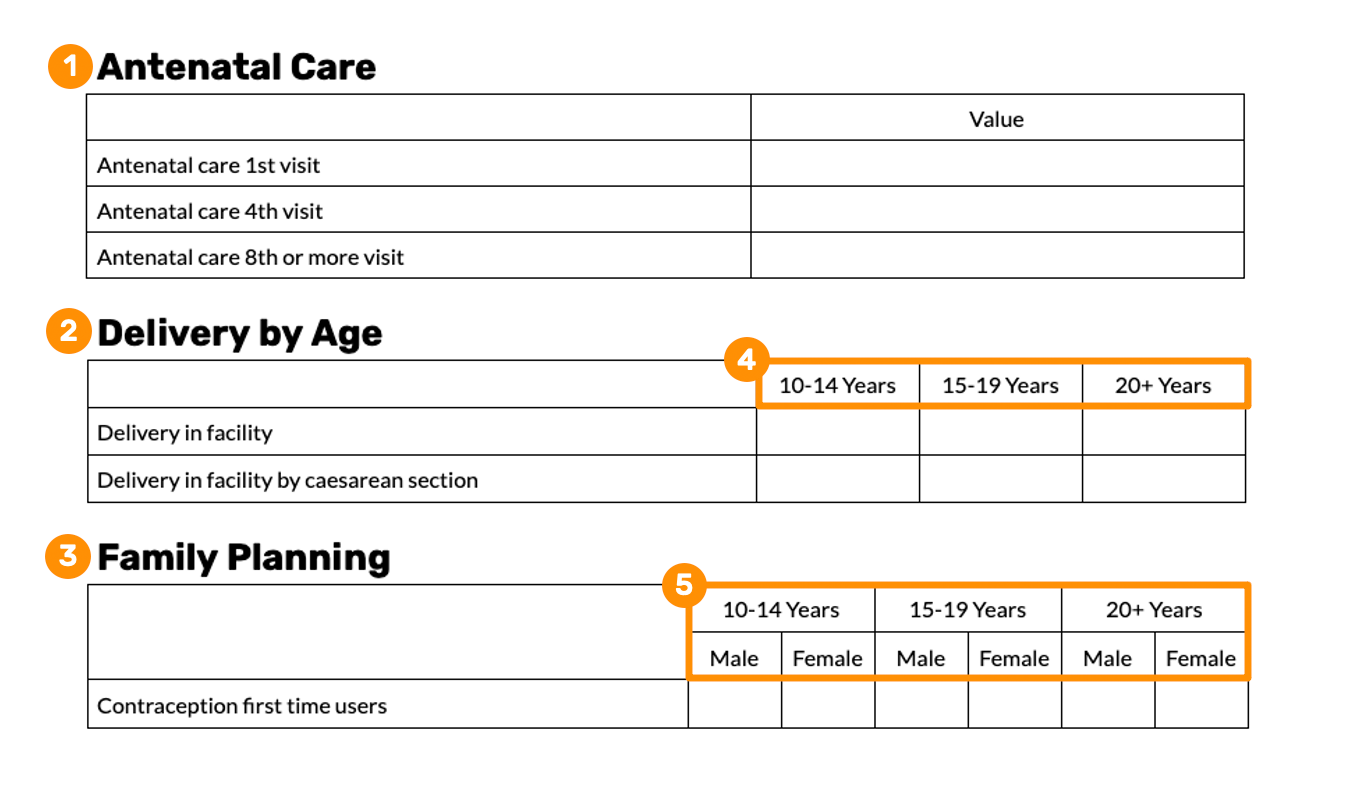 1 Antenatal Care
Value
Antenatal care 1st visit
Antenatal care 4th visit
Antenatal care 8th or more visit
2 Delivery by Age
4
10-14 Years 15-19 Years 20+ Years
Delivery in facility
Delivery in facility by caesarean section
3 Family Planning
5
10-14 Years 15-19 Years 20+ Years
Male Female Male Female Male Female
Contraception first time users